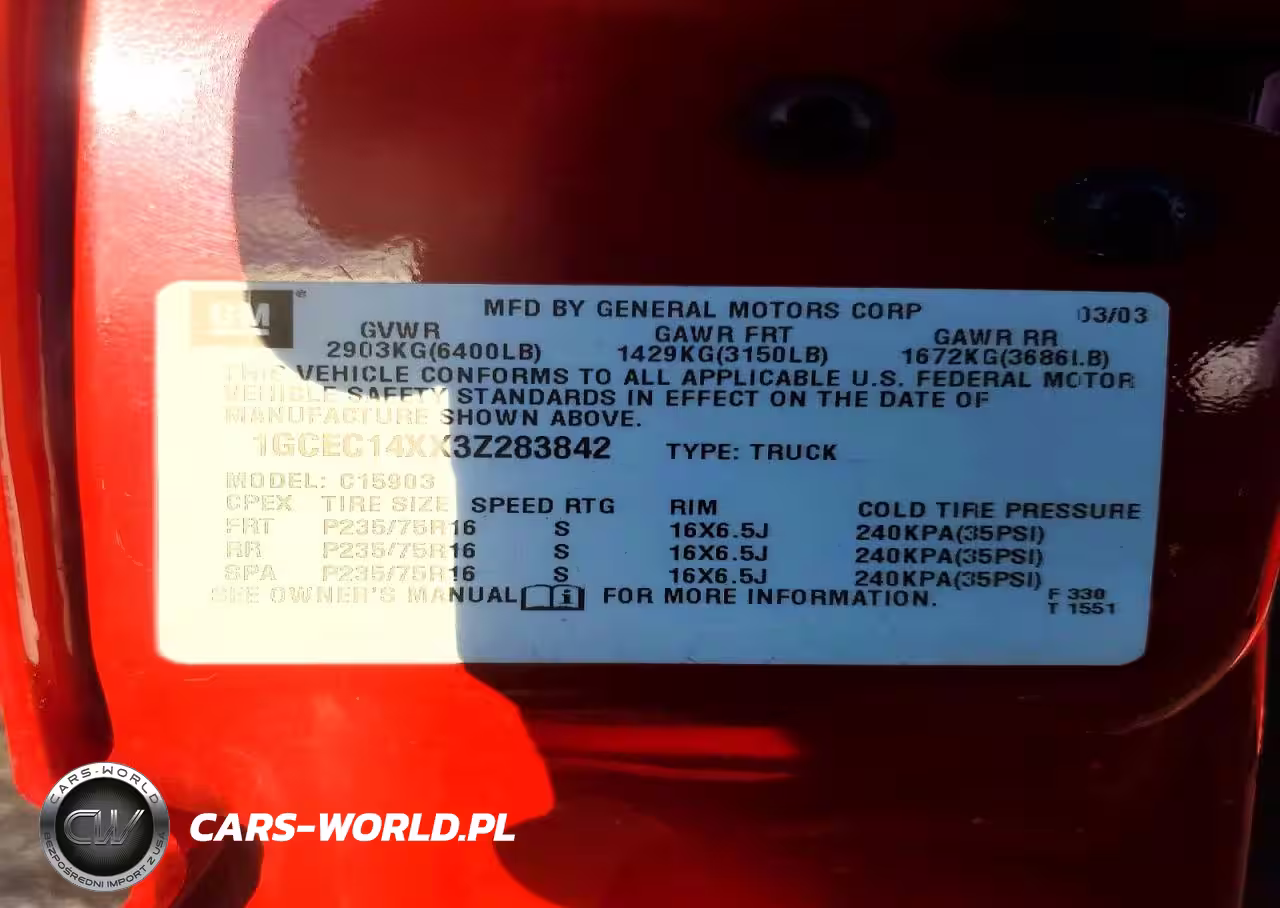 GM®
MFD BY GENERAL MOTORS CORP 03/03
GVWR GAWR FRT GAWR RR
2903KG(6400LB) 1429KG(3150LB) 1672KG(3686LB)
THIS VEHICLE CONFORMS TO ALL APPLICABLE U.S. FEDERAL MOTOR
VEHICLE SAFETY STANDARDS IN EFFECT ON THE DATE OF
MANUFACTURE SHOWN ABOVE.
1GCEC14XX3Z283842 TYPE: TRUCK
MODEL: C15903
CPEX TIRE SIZE SPEED RTG RIM COLD TIRE PRESSURE
FRT P235/75R16 S 16X6.5J 240KPA(35PSI)
RR P235/75R16 S 16X6.5J 240KPA(35PSI)
SPA P235/75R16 S 16X6.5J 240KPA(35PSI)
SEE OWNER'S MANUAL FOR MORE INFORMATION.
F 330
T 1551
CARS-WORLD
CW
BEZPOŚREDNI IMPORT Z USA
CARS-WORLD.PL